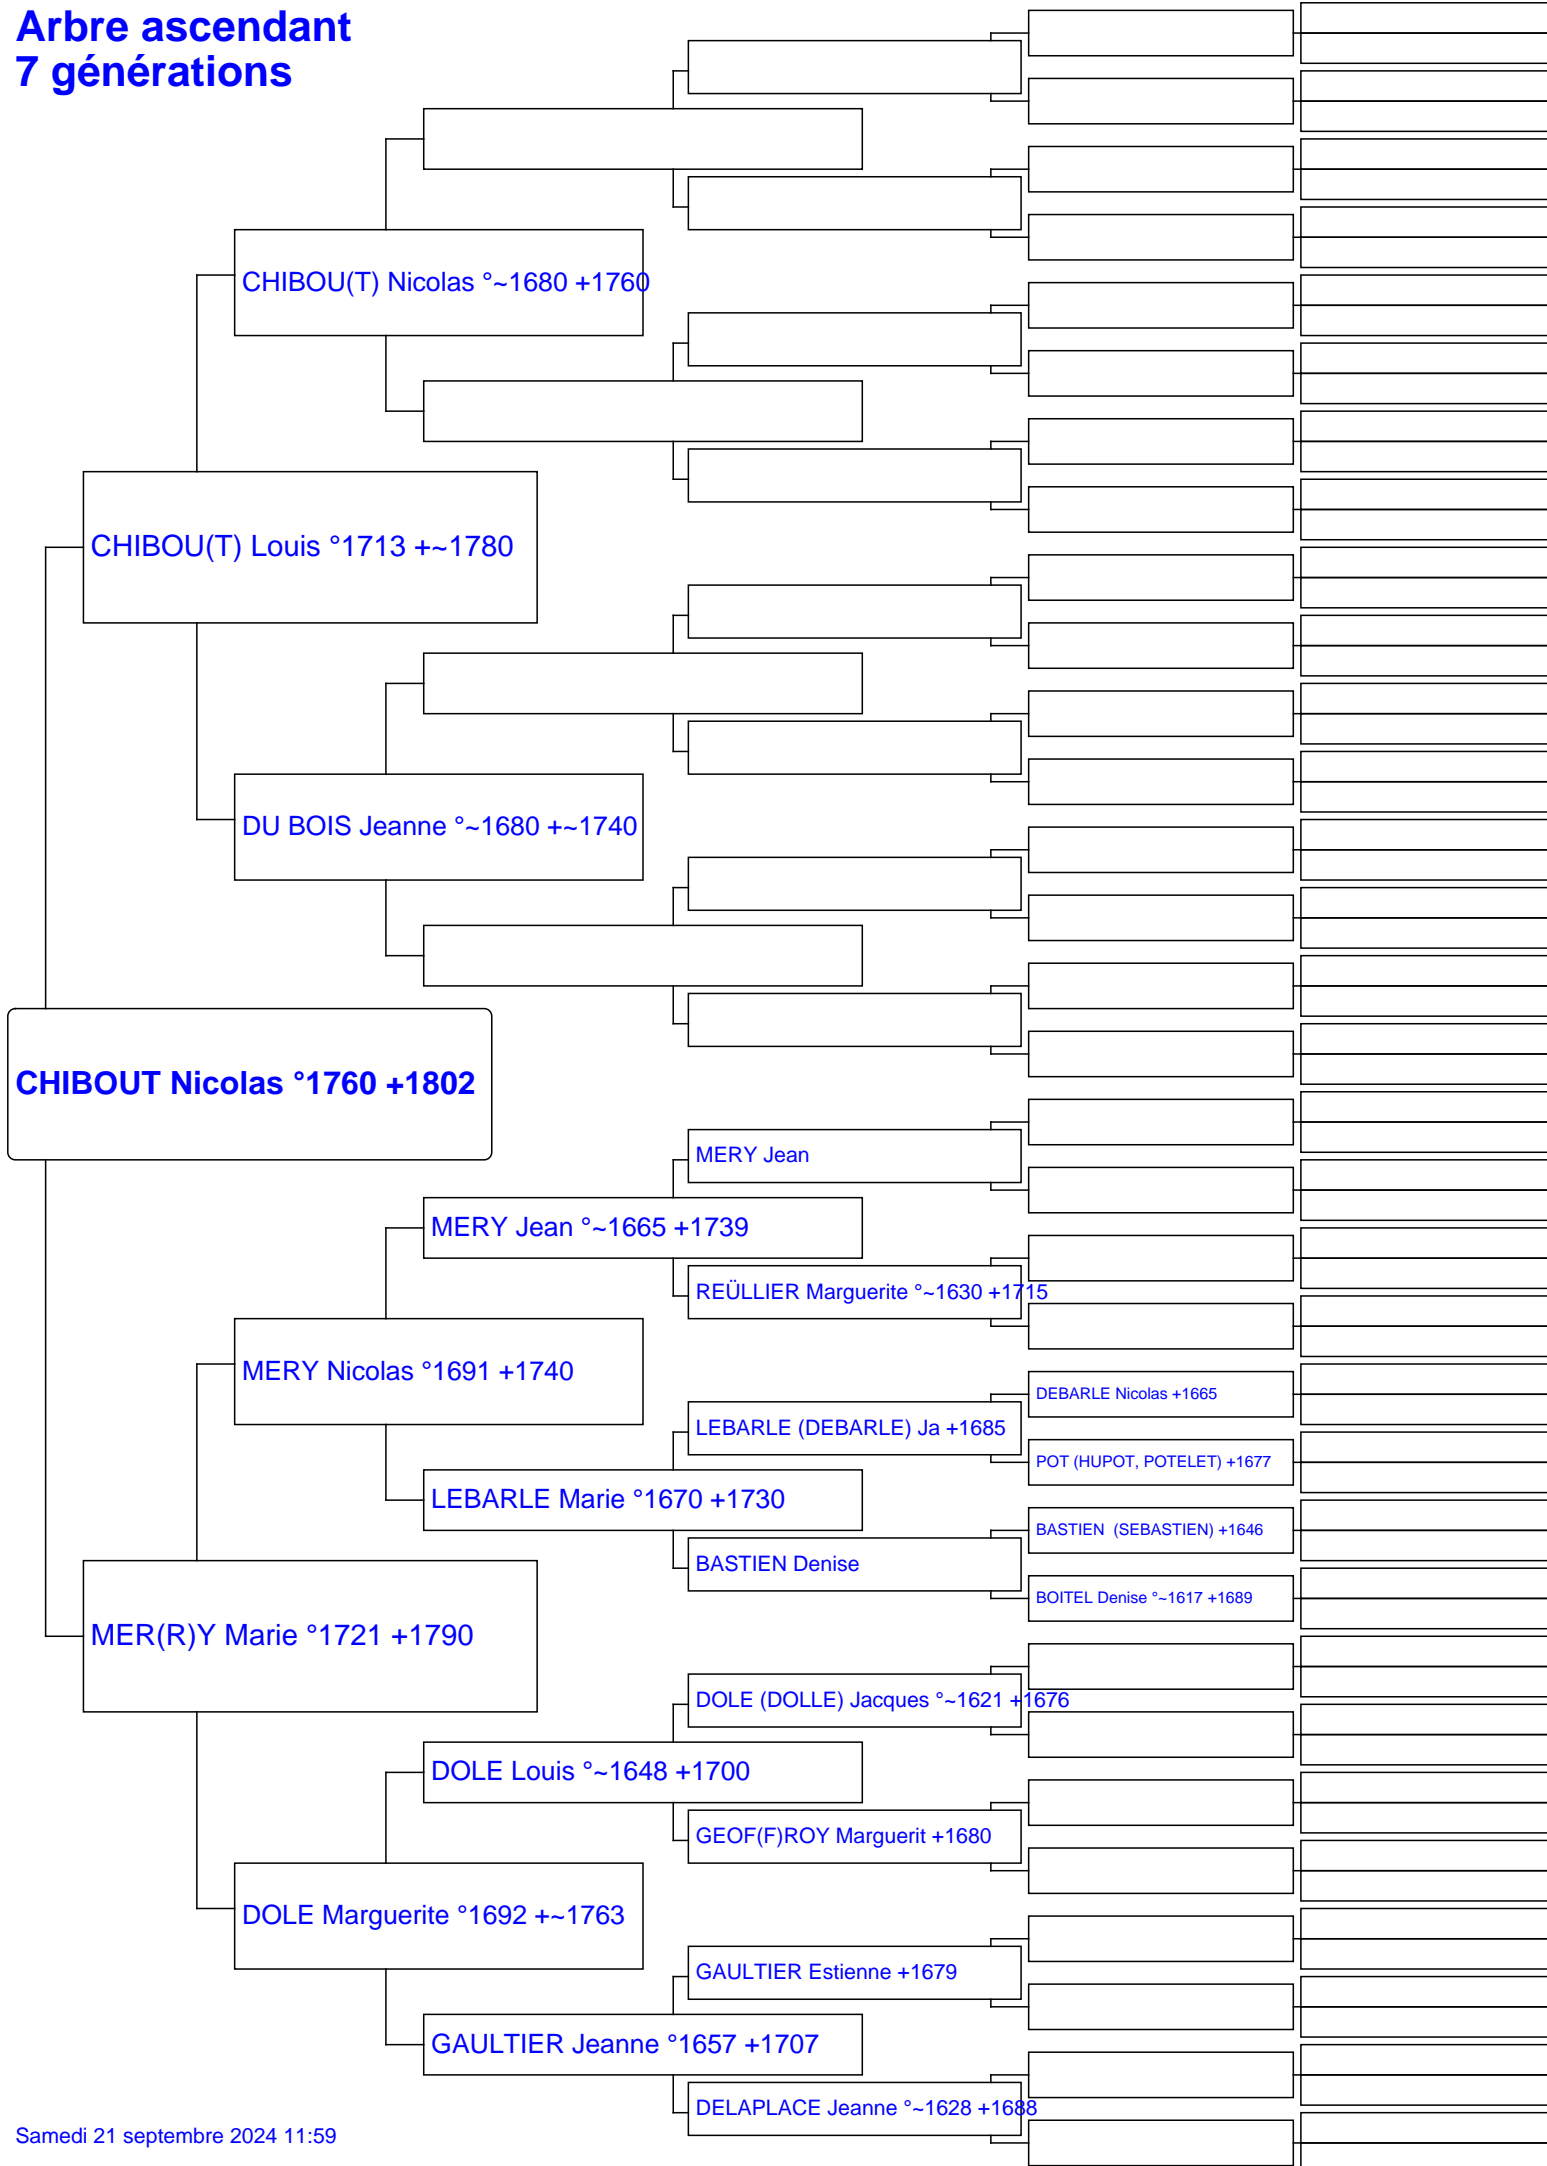 Arbre ascendant
7 générations
CHIBOU(T) Nicolas °~1680 +1760
CHIBOU(T) Louis °1713 +~1780
DU BOIS Jeanne °~1680 +~1740
CHIBOUT Nicolas °1760 +1802
MERY Jean
MERY Jean °~1665 +1739
REÜLLIER Marguerite °~1630 +1715
MERY Nicolas °1691 +1740
DEBARLE Nicolas +1665
LEBARLE (DEBARLE) Ja +1685
POT (HUPOT, POTELET) +1677
LEBARLE Marie °1670 +1730
BASTIEN  (SEBASTIEN) +1646
BASTIEN Denise
BOITEL Denise °~1617 +1689
MER(R)Y Marie °1721 +1790
DOLE (DOLLE) Jacques °~1621 +1676
DOLE Louis °~1648 +1700
GEOF(F)ROY Marguerit +1680
DOLE Marguerite °1692 +~1763
GAULTIER Estienne +1679
GAULTIER Jeanne °1657 +1707
DELAPLACE Jeanne °~1628 +1688
Samedi 21 septembre 2024 11:59